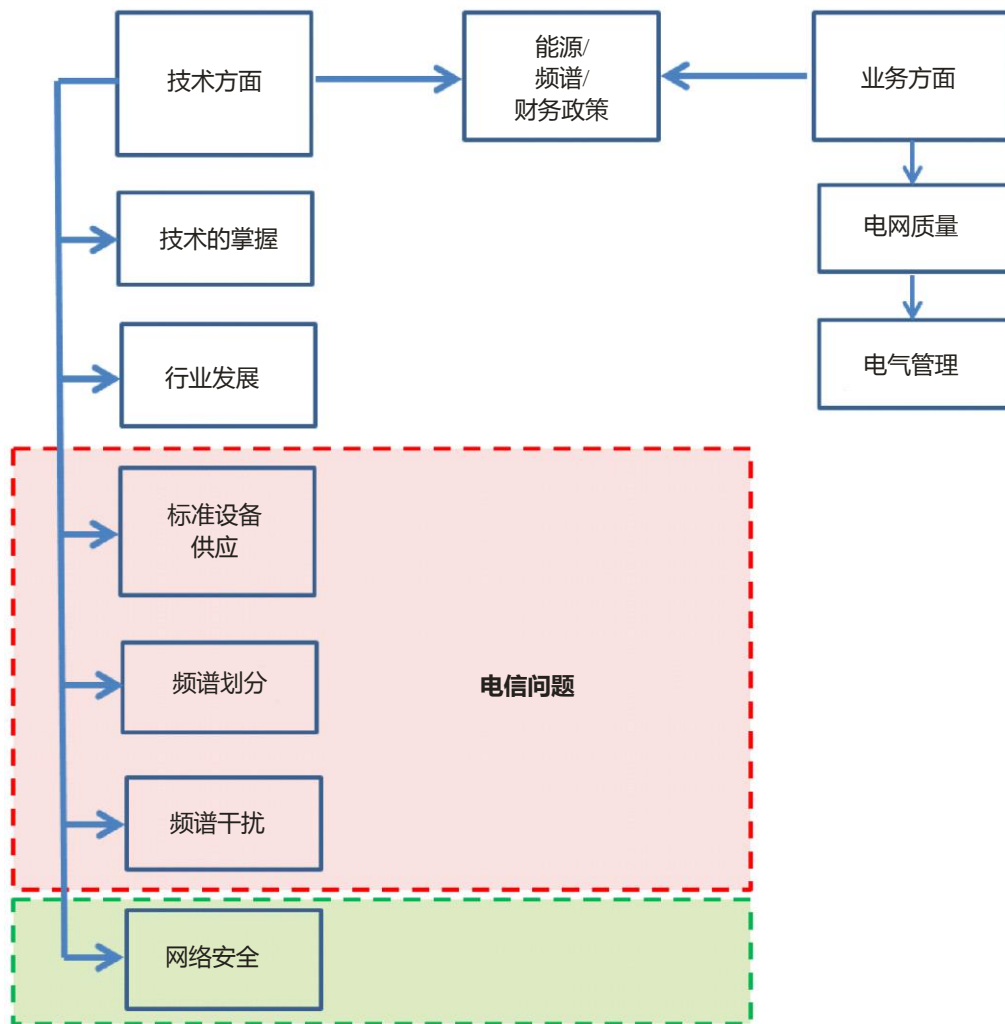 技术方面
能源/
频谱/
财务政策
业务方面
技术的掌握
电网质量
行业发展
电气管理
标准设备
供应
频谱划分
电信问题
频谱干扰
网络安全